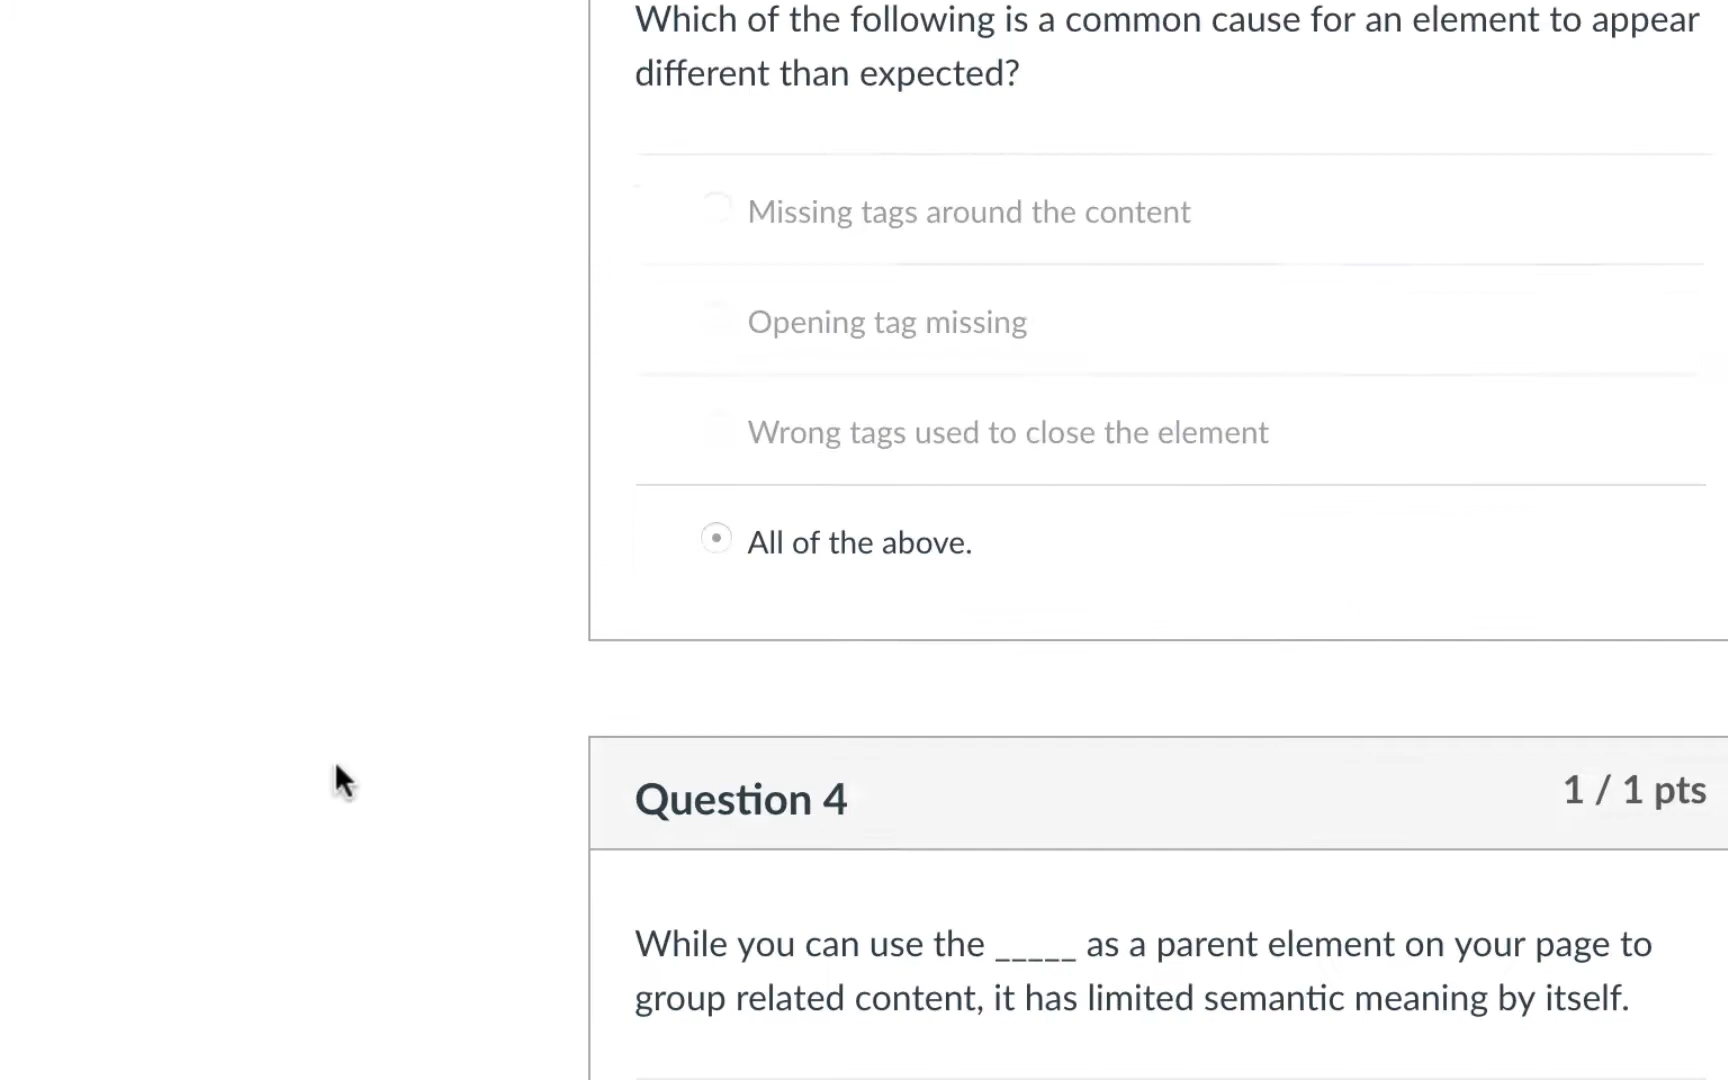 Which of the following is a common cause for an element to appear
different than expected?
Missing tags around the content
Opening tag missing
Wrong tags used to close the element
All of the above.
Question 4
1 / 1 pts
While you can use the _____ as a parent element on your page to
group related content, it has limited semantic meaning by itself.